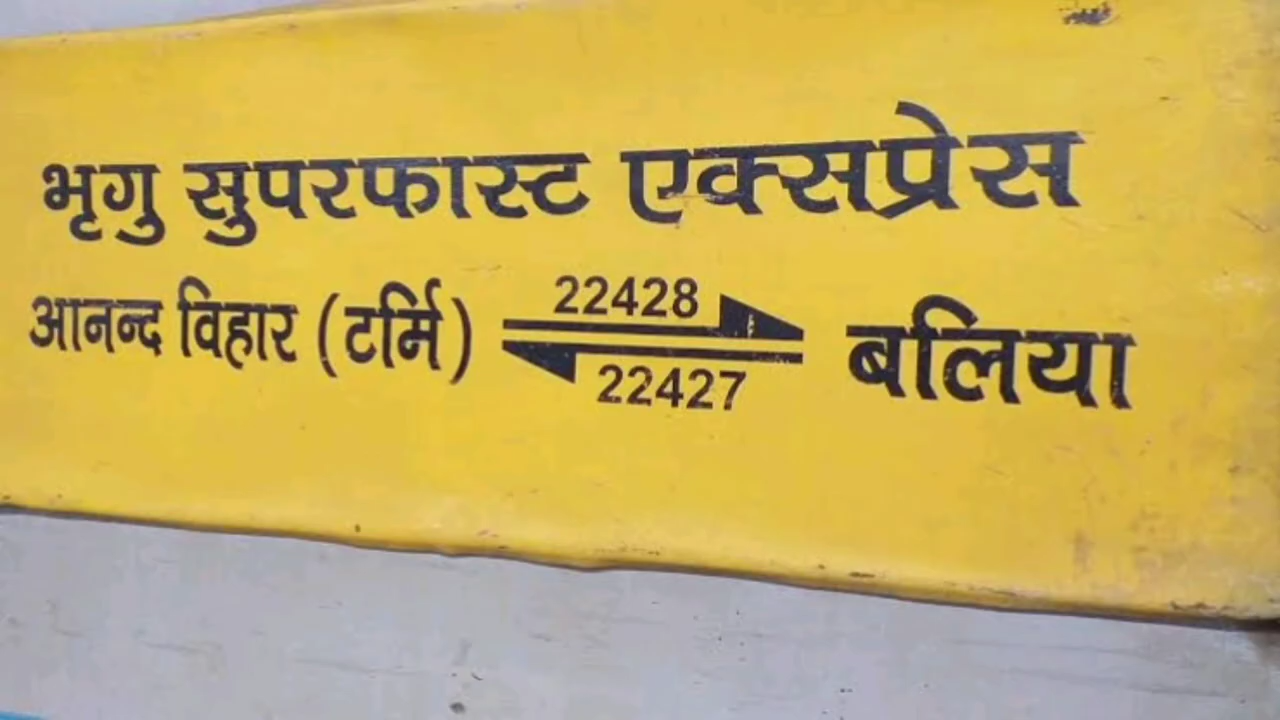 भृगु सुपरफास्ट एक्सप्रेस
22428
आनन्द विहार (टर्मि) बलिया
22427